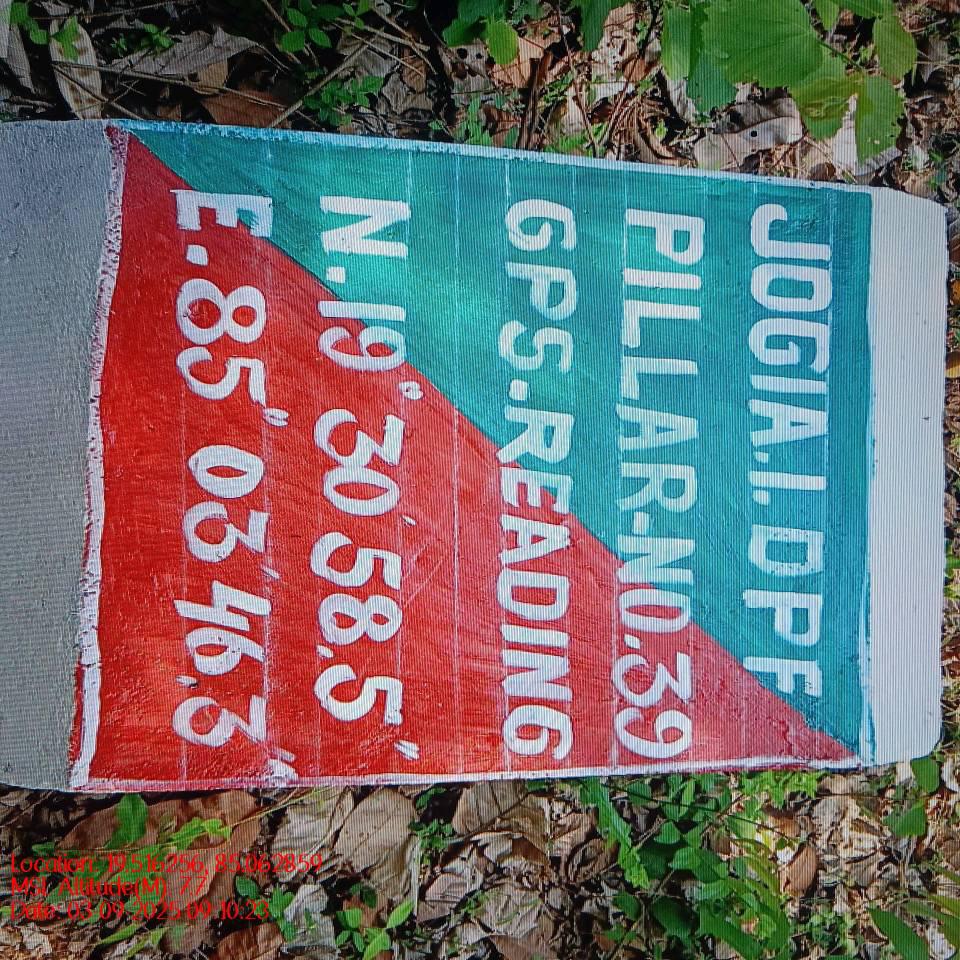 JOGIA.I. DPF
PILLAR-NO.39
GPS.READING
N.19° 30' 58.5"
E.85° 03' 46.3"
Location: 19.516256, 85.062859
MSL Altitude(M): 77
Date: 03-09-2025 09:10:23